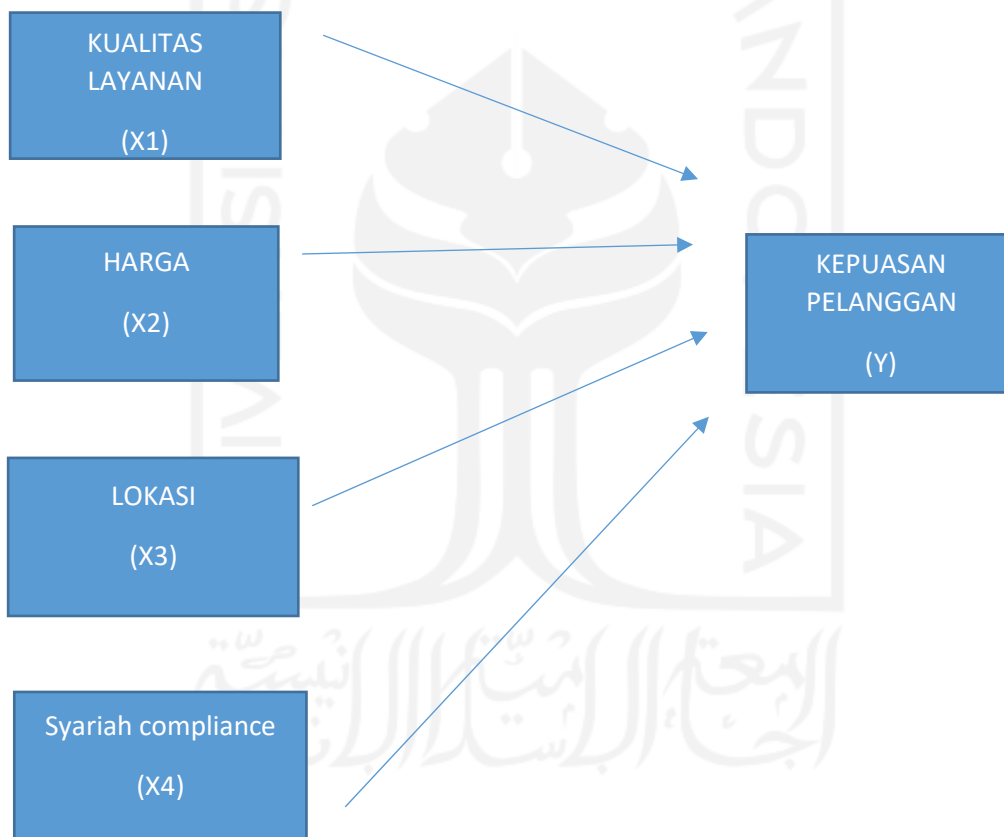 KUALITAS
LAYANAN
(X1)
HARGA
(X2)
LOKASI
(X3)
Syariah compliance
(X4)
KEPUASAN
PELANGGAN
(Y)